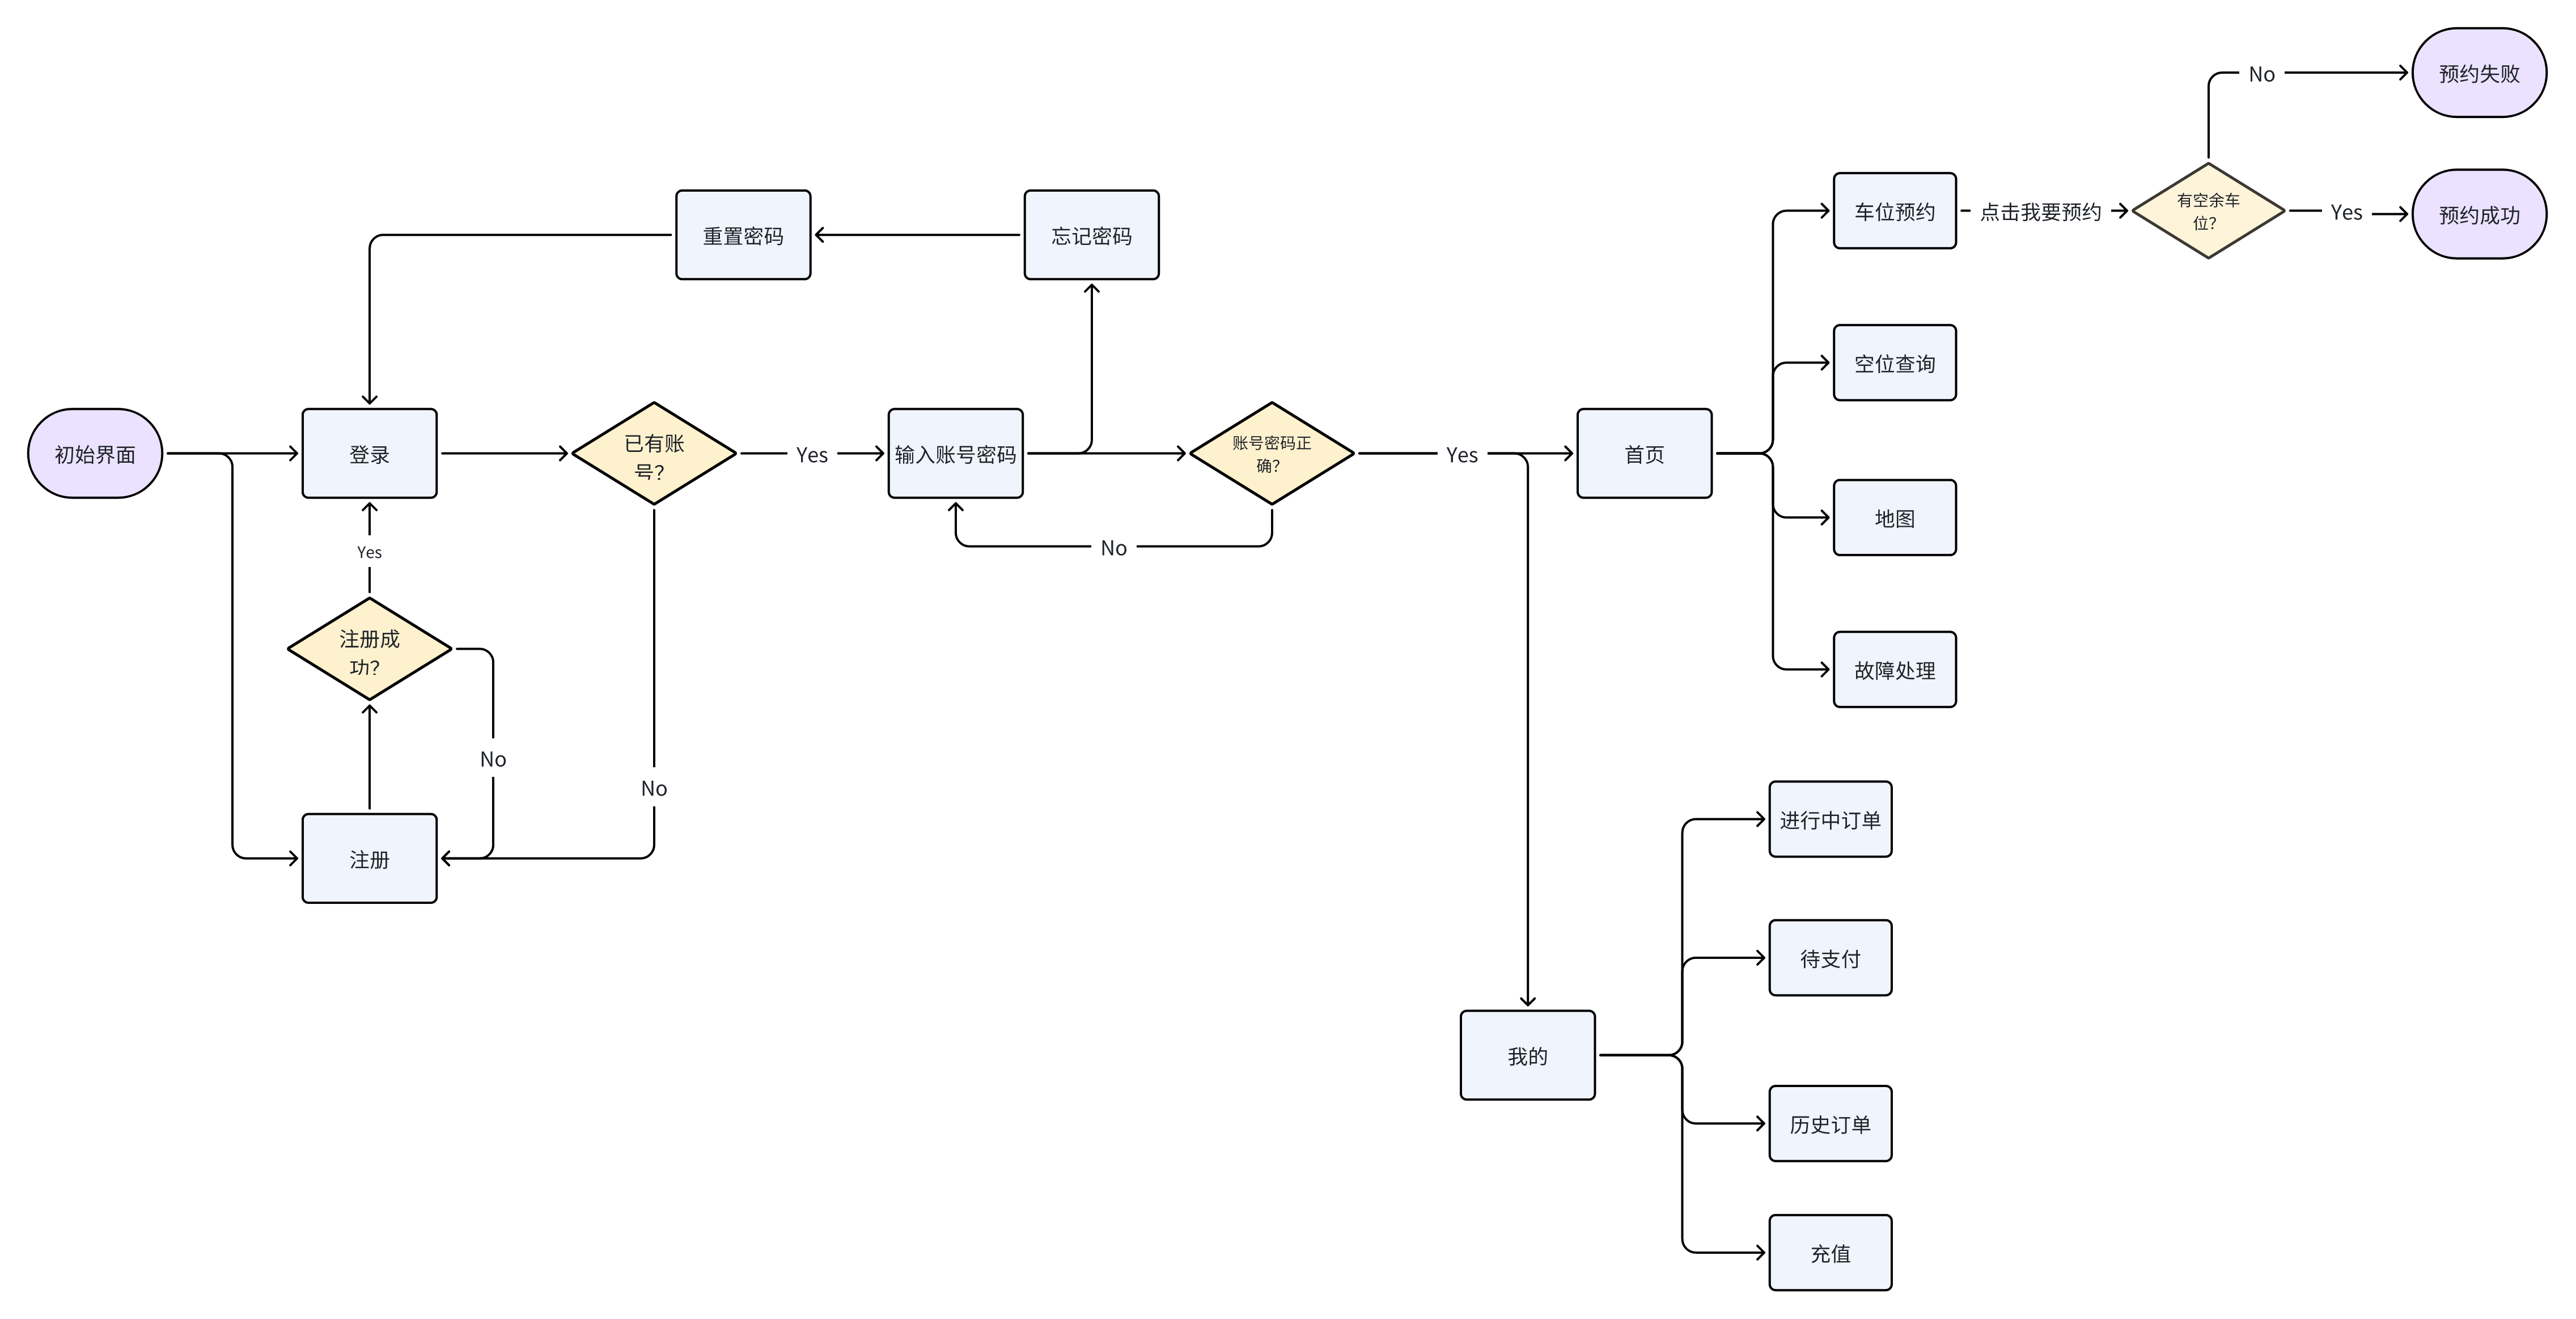 No
预约失败
车位预约
点击我要预约
有空余车
位？
Yes
预约成功
重置密码
忘记密码
空位查询
初始界面
登录
已有账
号？
Yes
输入账号密码
账号密码正
确？
Yes
首页
地图
No
Yes
注册成
功？
故障处理
No
No
注册
进行中订单
待支付
我的
历史订单
充值